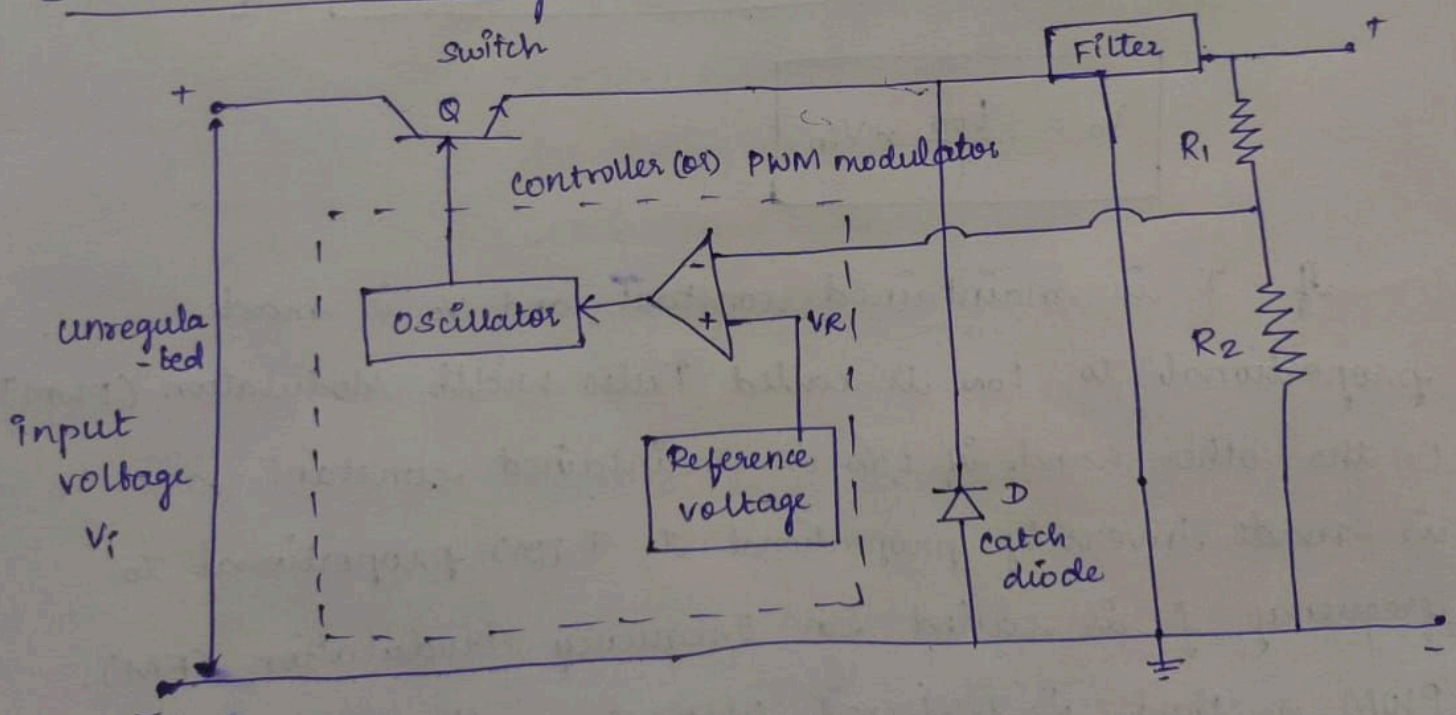 switch
Filter
+
+
Q
R1
controller (or) PWM modulator
-
oscillator
+
VR
unregula
-ted
R2
input
voltage
Vi
Reference
voltage
D
catch
diode
-